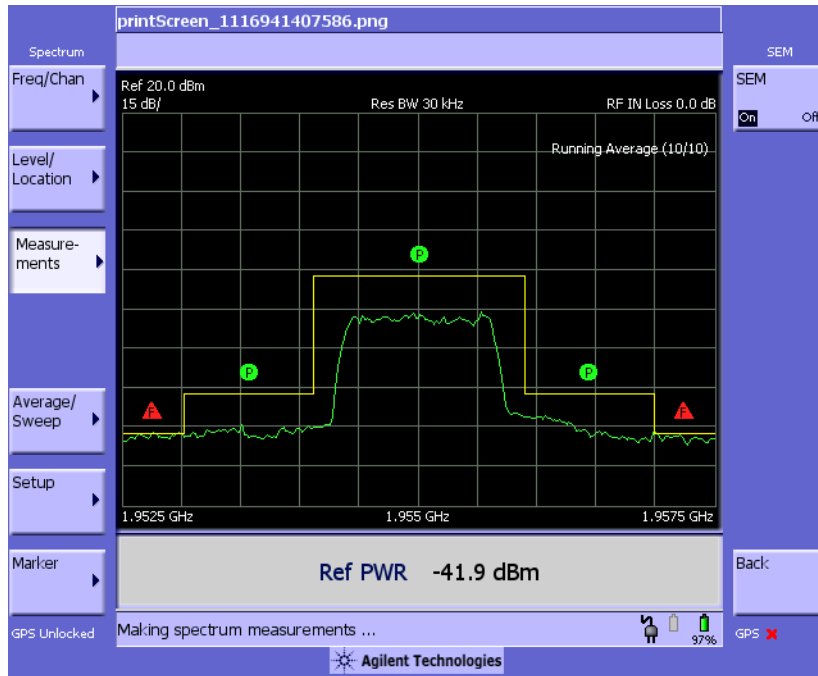 printScreen_1116941407586.png
Spectrum
SEM
Freq/Chan
Level/
Location
Measure-
ments
Average/
Sweep
Setup
Marker
GPS Unlocked
Ref 20.0 dBm
15 dB/
Res BW 30 kHz
RF IN Loss 0.0 dB
Running Average (10/10)
P
P
P
F
F
1.9525 GHz
1.955 GHz
1.9575 GHz
Ref PWR -41.9 dBm
Making spectrum measurements ...
97%
SEM
On Off
Back
GPS
Agilent Technologies